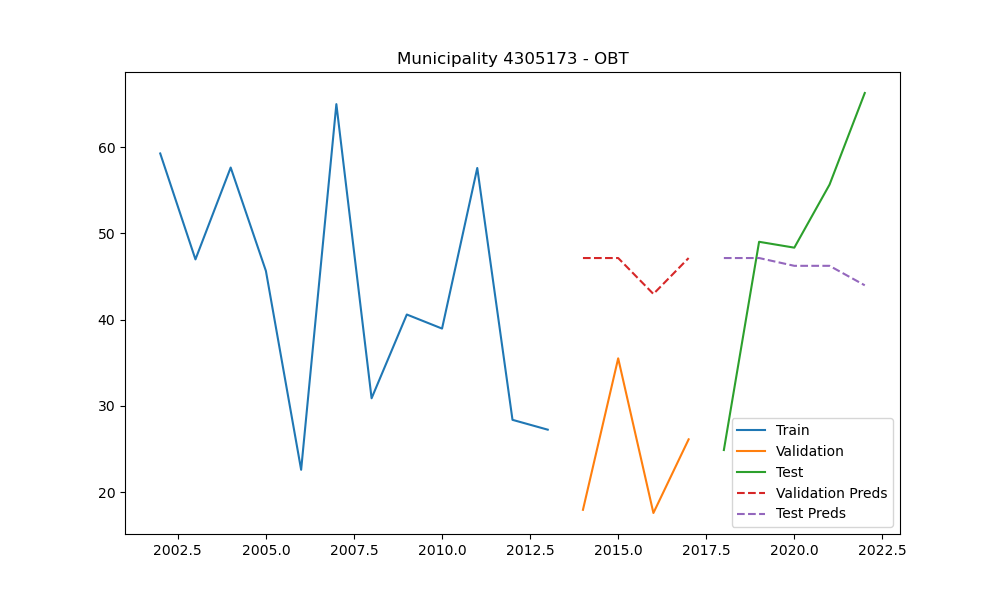 Municipality 4305173 - OBT
60
50
40
30
20
2002.5 2005.0 2007.5 2010.0 2012.5 2015.0 2017.5 2020.0 2022.5
Train
Validation
Test
Validation Preds
Test Preds